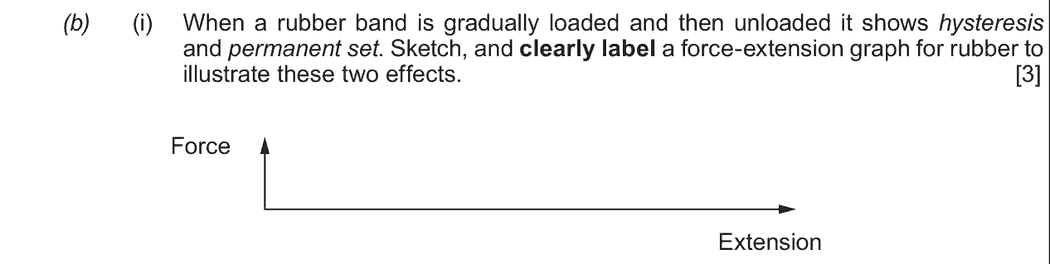 (b) (i) When a rubber band is gradually loaded and then unloaded it shows hysteresis
and permanent set. Sketch, and clearly label a force-extension graph for rubber to
illustrate these two effects. [3]
Force
Extension